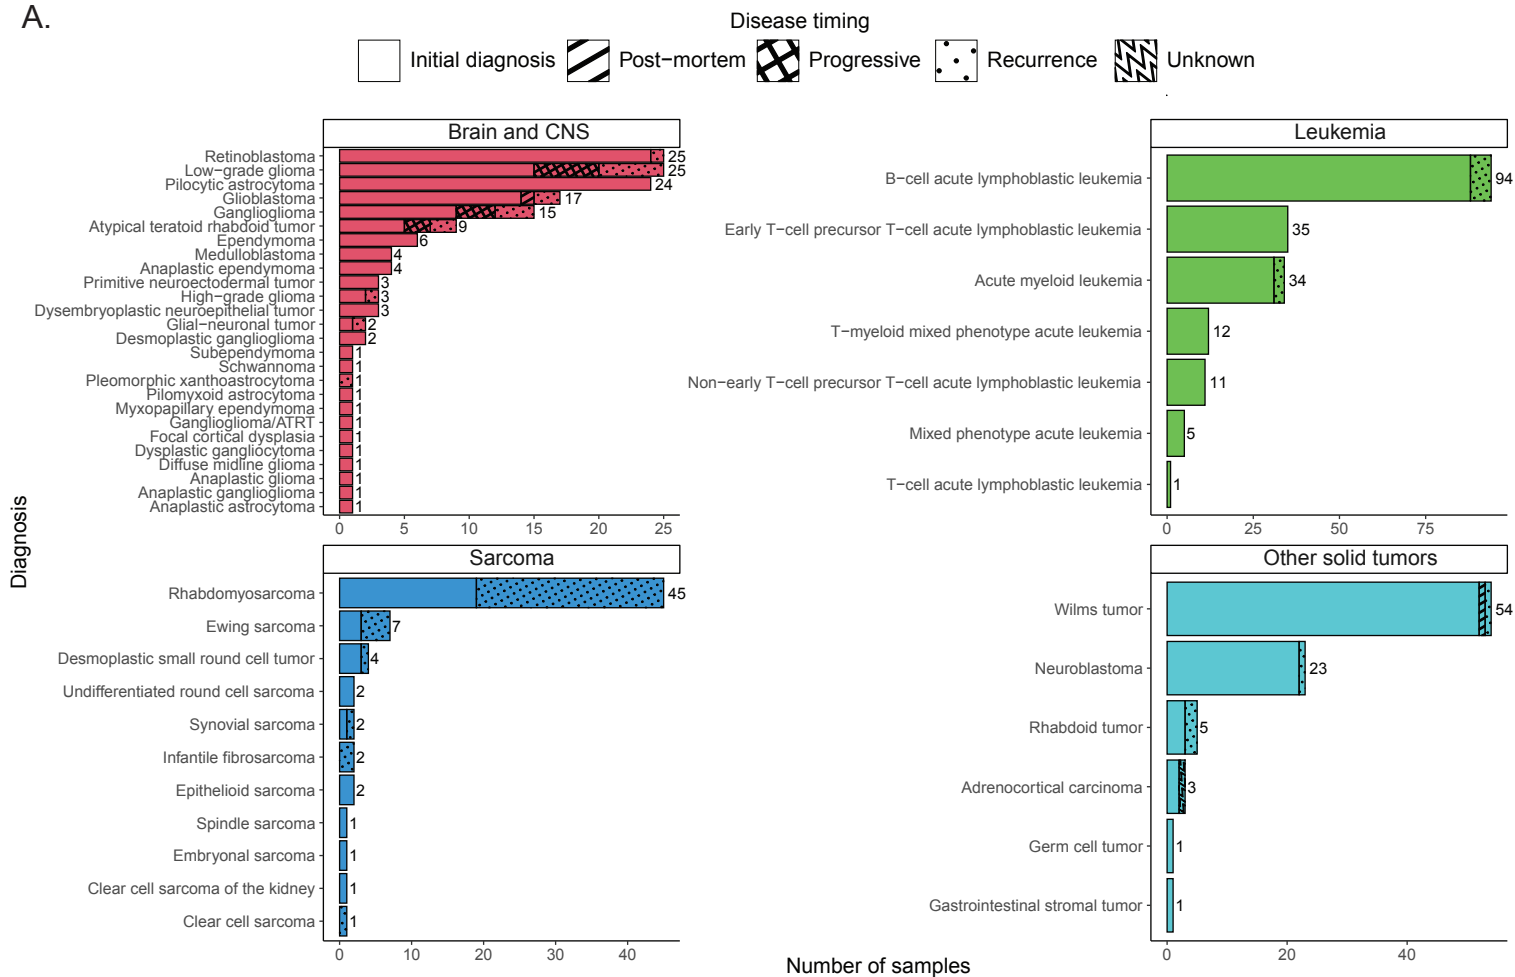 A.
Disease timing
Initial diagnosis
Post−mortem
Progressive
Recurrence
Unknown
Diagnosis
Brain and CNS
Retinoblastoma 25
Low−grade glioma 25
Pilocytic astrocytoma 24
Glioblastoma 17
Ganglioglioma 15
Atypical teratoid rhabdoid tumor 9
Ependymoma 6
Medulloblastoma 4
Anaplastic ependymoma 4
Primitive neuroectodermal tumor 3
High−grade glioma 3
Dysembryoplastic neuroepithelial tumor 3
Glial−neuronal tumor 2
Desmoplastic ganglioglioma 2
Subependymoma 1
Schwannoma 1
Pleomorphic xanthoastrocytoma 1
Pilomyxoid astrocytoma 1
Myxopapillary ependymoma 1
Ganglioglioma/ATRT 1
Focal cortical dysplasia 1
Dysplastic gangliocytoma 1
Diffuse midline glioma 1
Anaplastic glioma 1
Anaplastic ganglioglioma 1
Anaplastic astrocytoma 1
0 5 10 15 20 25
Leukemia
B−cell acute lymphoblastic leukemia 94
Early T−cell precursor T−cell acute lymphoblastic leukemia 35
Acute myeloid leukemia 34
T−myeloid mixed phenotype acute leukemia 12
Non−early T−cell precursor T−cell acute lymphoblastic leukemia 11
Mixed phenotype acute leukemia 5
T−cell acute lymphoblastic leukemia 1
0 25 50 75
Sarcoma
Rhabdomyosarcoma 45
Ewing sarcoma 7
Desmoplastic small round cell tumor 4
Undifferentiated round cell sarcoma 2
Synovial sarcoma 2
Infantile fibrosarcoma 2
Epithelioid sarcoma 2
Spindle sarcoma 1
Embryonal sarcoma 1
Clear cell sarcoma of the kidney 1
Clear cell sarcoma 1
0 10 20 30 40
Other solid tumors
Wilms tumor 54
Neuroblastoma 23
Rhabdoid tumor 5
Adrenocortical carcinoma 3
Germ cell tumor 1
Gastrointestinal stromal tumor 1
0 20 40
Number of samples